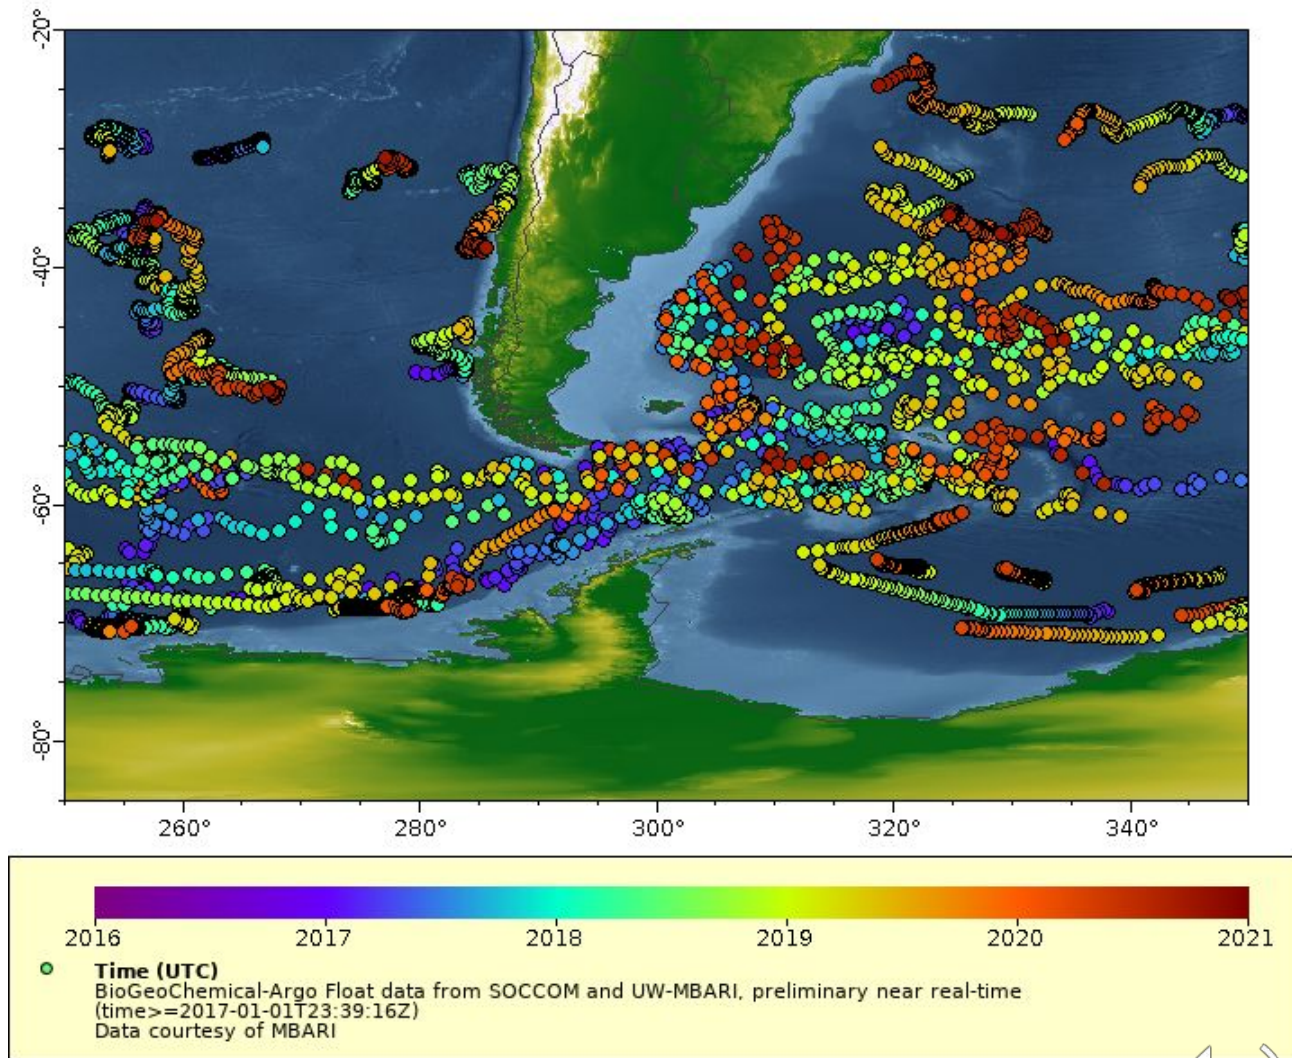 -20°
-40°
-60°
-80°
260° 280° 300° 320° 340°
2016 2017 2018 2019 2020 2021
Time (UTC)
BioGeoChemical-Argo Float data from SOCCOM and UW-MBARI, preliminary near real-time
(time>=2017-01-01T23:39:16Z)
Data courtesy of MBARI